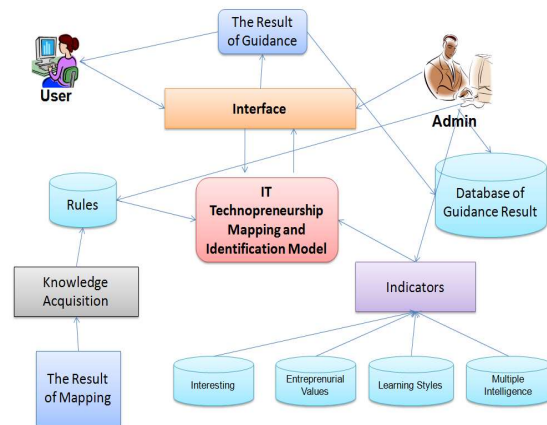 The Result
of Guidance
User
Interface
Admin
Rules
IT
Technopreneurship
Mapping and
Identification Model
Database of
Guidance Result
Knowledge
Acquisition
Indicators
The Result
of Mapping
Interesting
Entreprenurial
Values
Learning Styles
Multiple
Intelligence